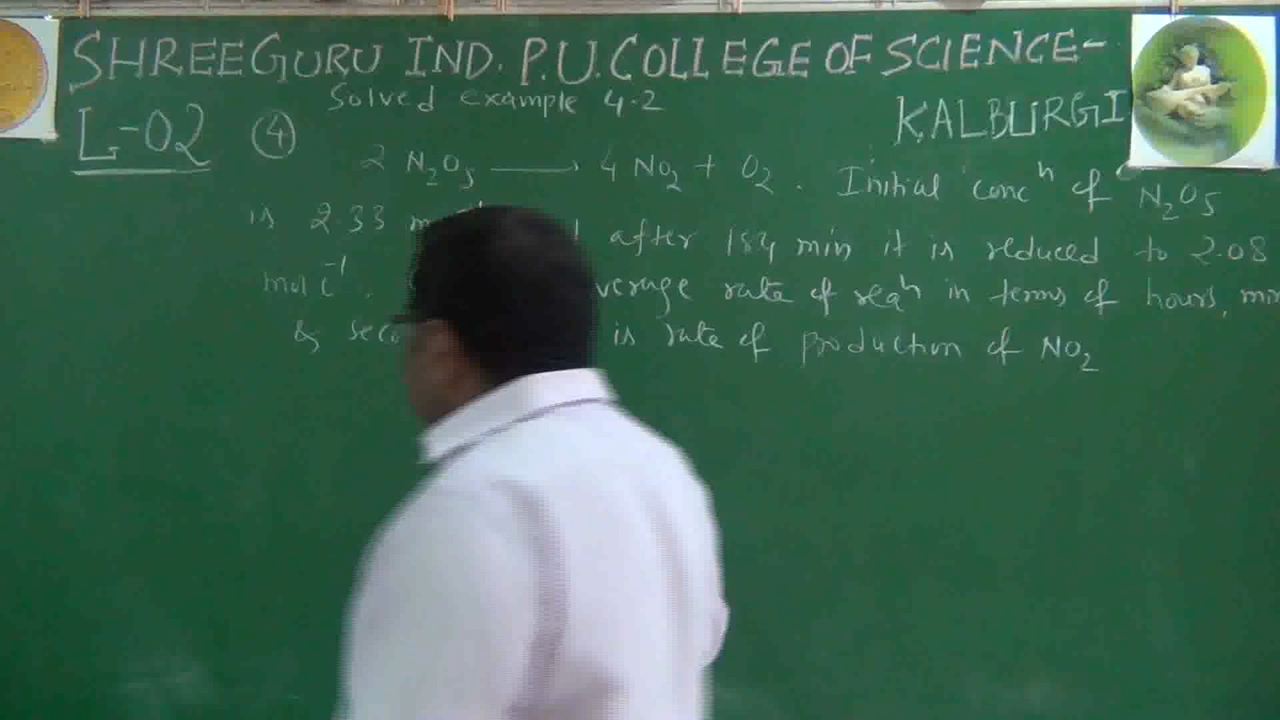 SHREEGURU IND. P.U. COLLEGE OF SCIENCE-
KALBURGI
Solved example 4.2
L-02 ④
2 N₂O₅ ⟶ 4 NO₂ + O₂. Initial concⁿ of N₂O₅
is 2.33 after 184 min it is reduced to 2.08
mol L⁻¹. rate of reaⁿ in terms of hours,
& is rate of production of NO₂